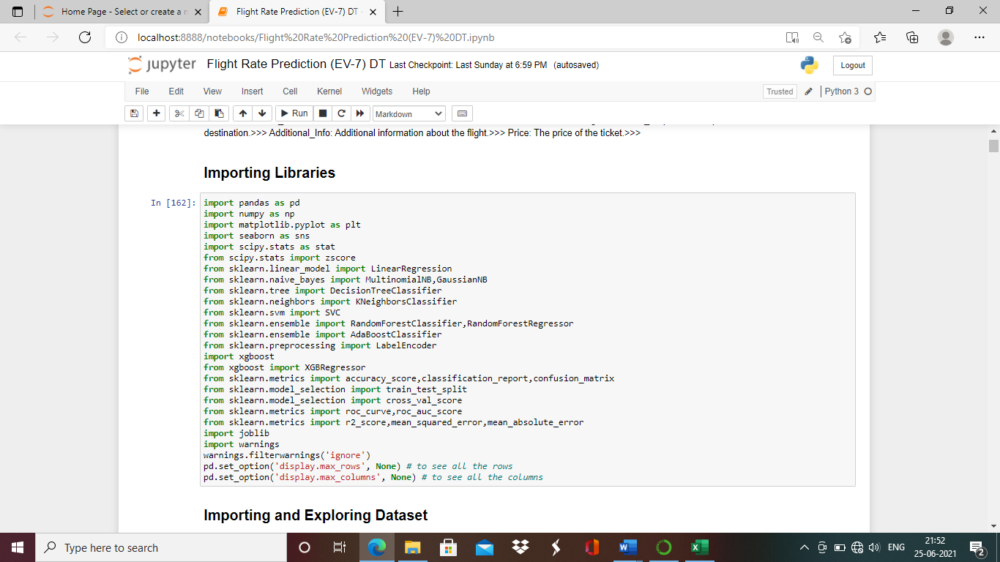 Home Page - Select or create a n
Flight Rate Prediction (EV-7) DT -
localhost:8888/notebooks/Flight%20Rate%20Prediction%20(EV-7)%20DT.ipynb
jupyter Flight Rate Prediction (EV-7) DT Last Checkpoint: Last Sunday at 6:59 PM (autosaved)
Logout
File Edit View Insert Cell Kernel Widgets Help
Trusted Python 3
Run Markdown
destination.>>> Additional_Info: Additional information about the flight.>>> Price: The price of the ticket.>>>
Importing Libraries
In [162]:
import pandas as pd
import numpy as np
import matplotlib.pyplot as plt
import seaborn as sns
import scipy.stats as stat
from scipy.stats import zscore
from sklearn.linear_model import LinearRegression
from sklearn.naive_bayes import MultinomialNB,GaussianNB
from sklearn.tree import DecisionTreeClassifier
from sklearn.neighbors import KNeighborsClassifier
from sklearn.svm import SVC
from sklearn.ensemble import RandomForestClassifier,RandomForestRegressor
from sklearn.ensemble import AdaBoostClassifier
from sklearn.preprocessing import LabelEncoder
import xgboost
from xgboost import XGBRegressor
from sklearn.metrics import accuracy_score,classification_report,confusion_matrix
from sklearn.model_selection import train_test_split
from sklearn.model_selection import cross_val_score
from sklearn.metrics import roc_curve,roc_auc_score
from sklearn.metrics import r2_score,mean_squared_error,mean_absolute_error
import joblib
import warnings
warnings.filterwarnings('ignore')
pd.set_option('display.max_rows', None) # to see all the rows
pd.set_option('display.max_columns', None) # to see all the columns
Importing and Exploring Dataset
Type here to search
ENG
21:52
25-06-2021
2